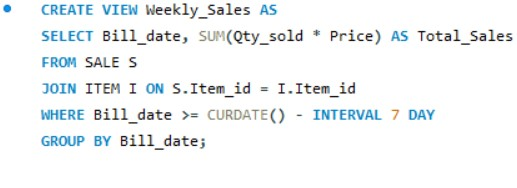 CREATE VIEW Weekly_Sales AS
SELECT Bill_date, SUM(Qty_sold * Price) AS Total_Sales
FROM SALE S
JOIN ITEM I ON S.Item_id = I.Item_id
WHERE Bill_date >= CURDATE() - INTERVAL 7 DAY
GROUP BY Bill_date;